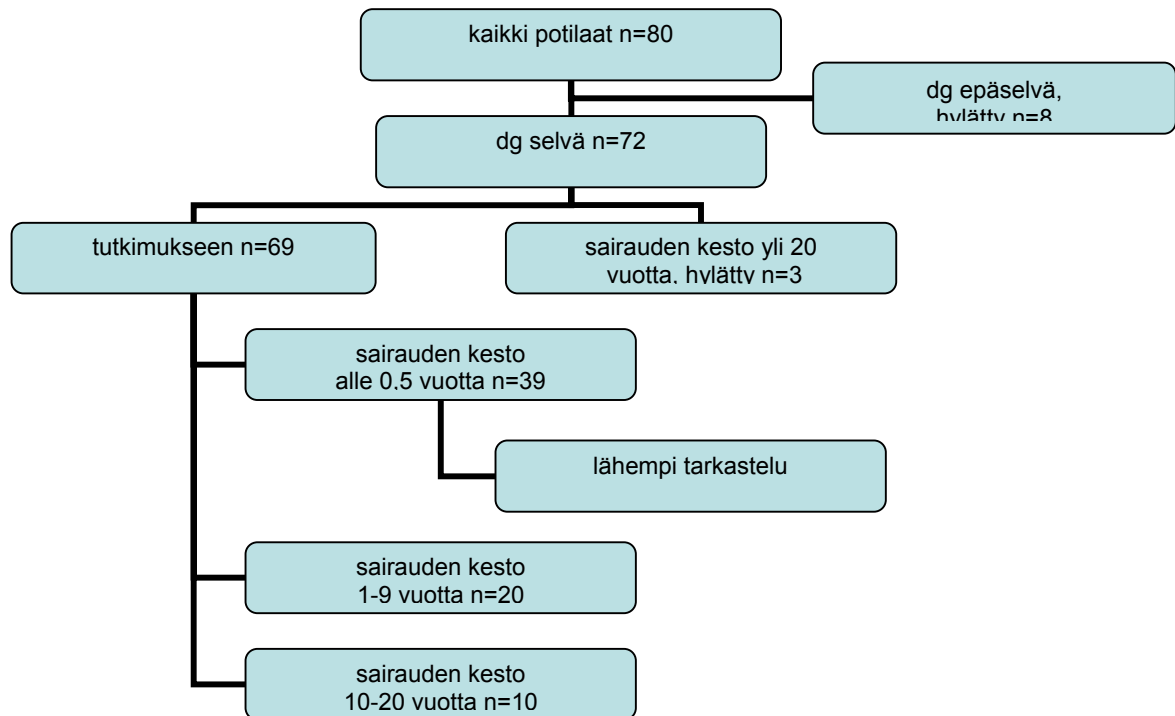 kaikki potilaat n=80
dg epäselvä,
hylätty n=8
dg selvä n=72
tutkimukseen n=69
sairauden kesto yli 20
vuotta, hylätty n=3
sairauden kesto
alle 0,5 vuotta n=39
lähempi tarkastelu
sairauden kesto
1-9 vuotta n=20
sairauden kesto
10-20 vuotta n=10